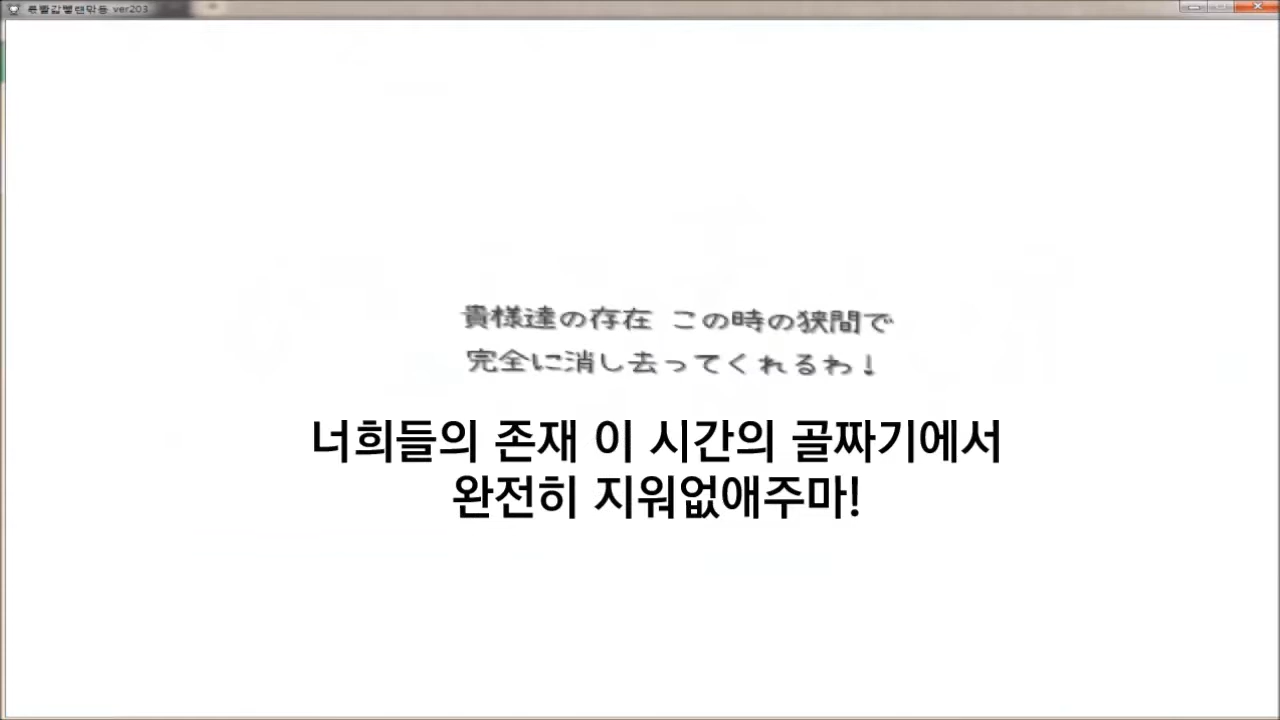 ver203
貴様達の存在 この時の狭間で
完全に消し去ってくれるわ!
너희들의 존재 이 시간의 골짜기에서
완전히 지워없애주마!